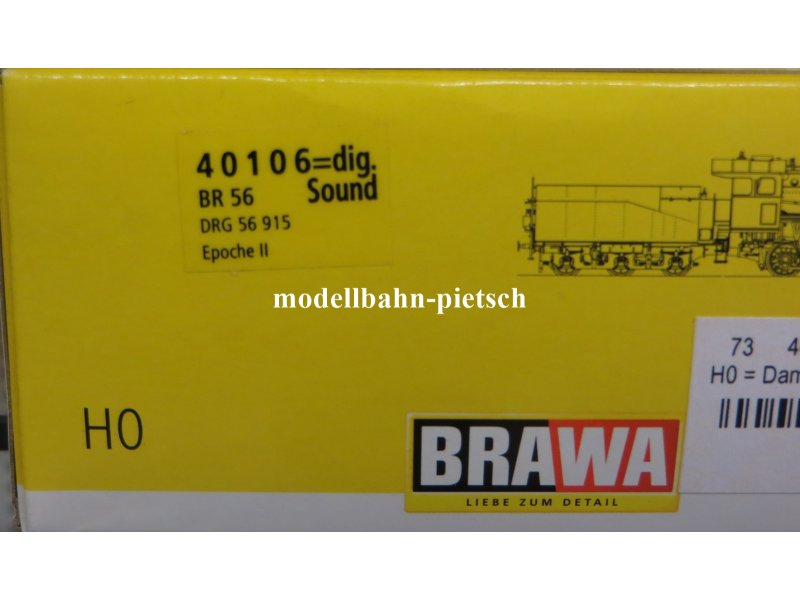 40106=dig.
BR 56 Sound
DRG 56 915
Epoche II
modellbahn-pietsch
73 4
H0 = Dam
H0
BRAWA
LIEBE ZUM DETAIL